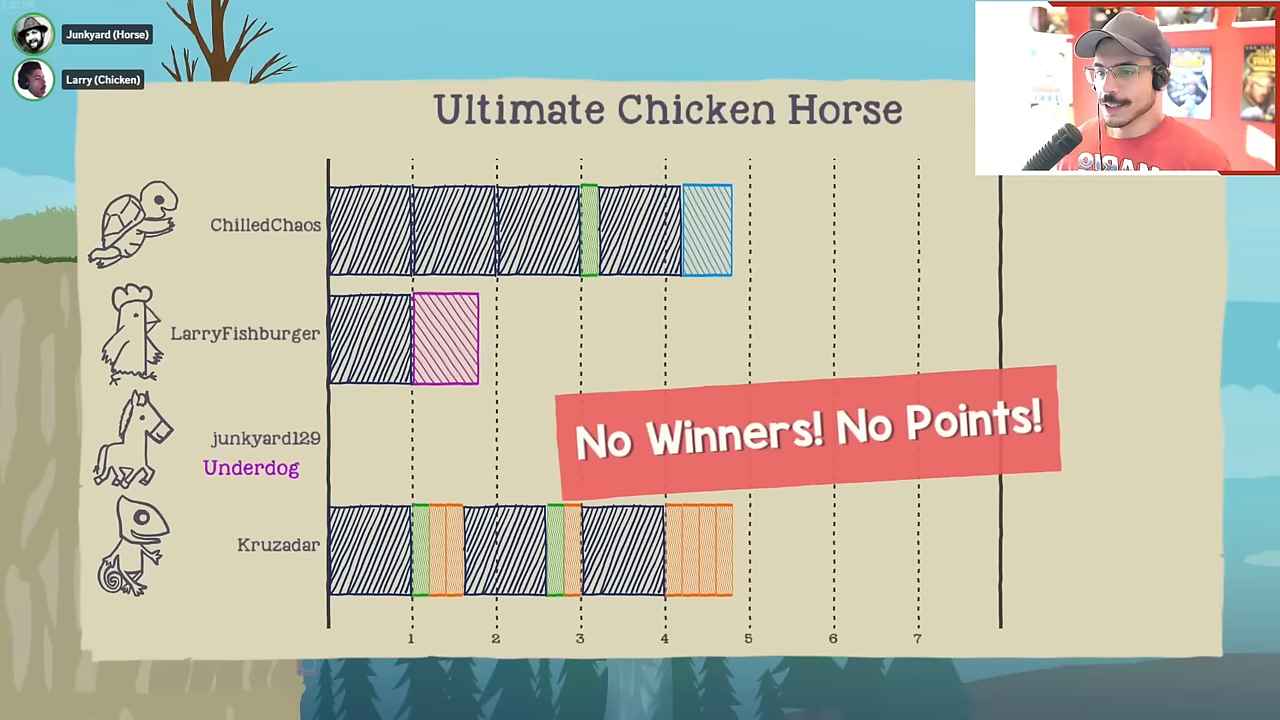 Junkyard (Horse)
Larry (Chicken)
Ultimate Chicken Horse
ChilledChaos
LarryFishburger
junkyard129
Underdog
No Winners! No Points!
Kruzadar
1 2 3 4 5 6 7